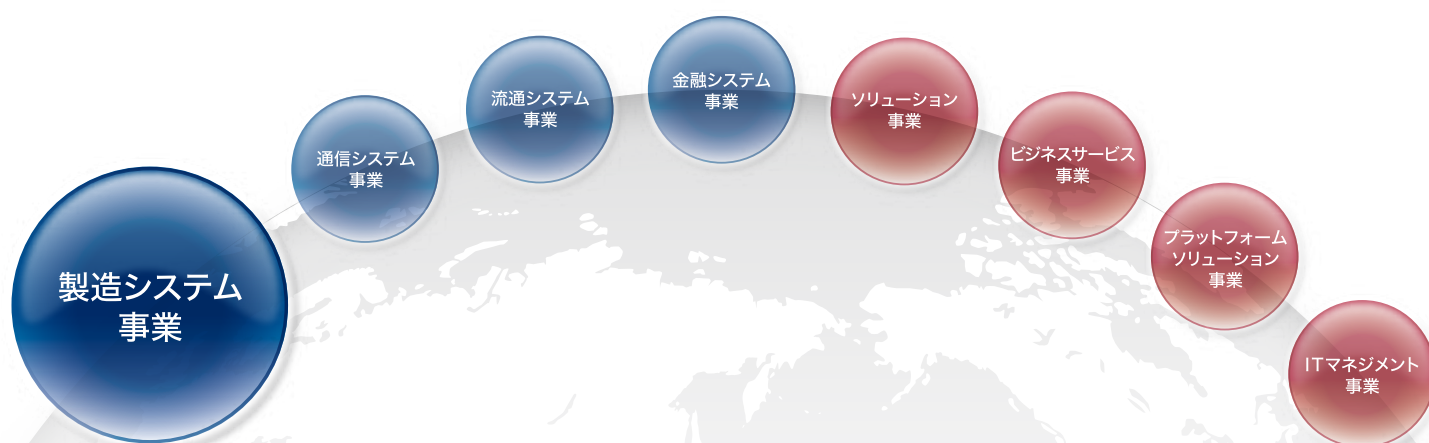 製造システム
事業
通信システム
事業
流通システム
事業
金融システム
事業
ソリューション
事業
ビジネスサービス
事業
プラットフォーム
ソリューション
事業
ITマネジメント
事業